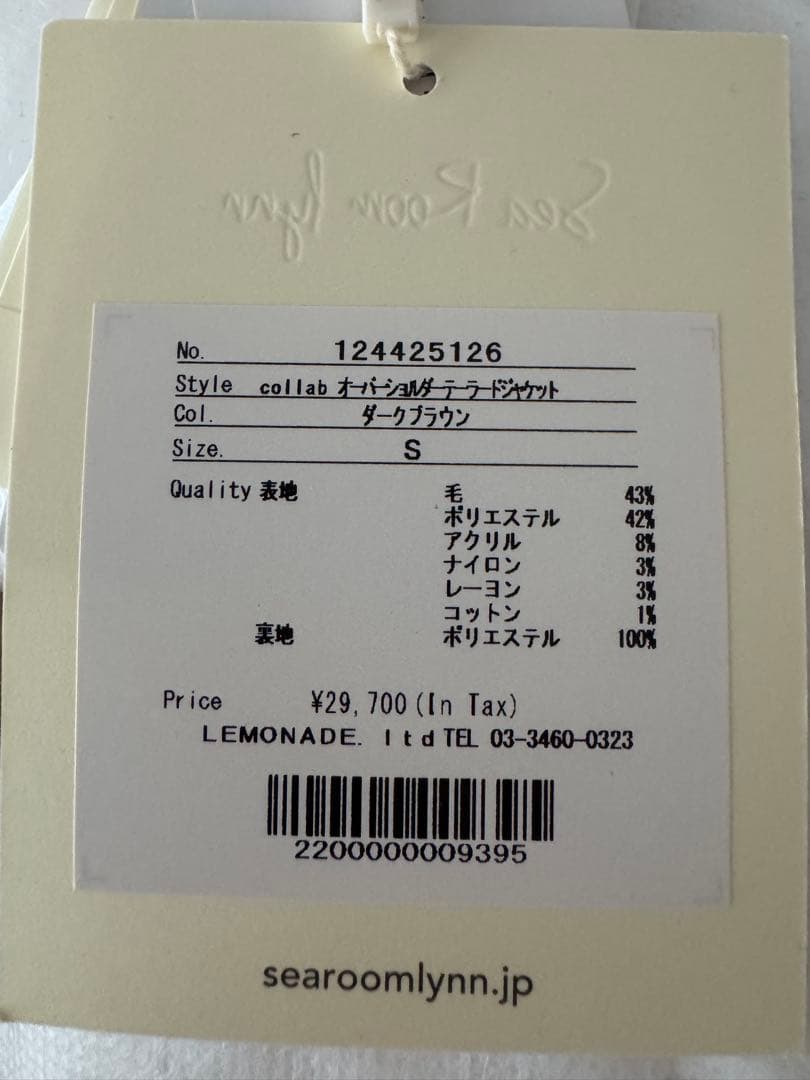 Sea Room lynn
No. 124425126
Style collab オーバーショルダーテーラードジャケット
Col. ダークブラウン
Size. S
Quality 表地 毛 43%
ポリエステル 42%
アクリル 8%
ナイロン 3%
レーヨン 3%
コットン 1%
裏地 ポリエステル 100%
Price ¥29,700(In Tax)
LEMONADE. ltd TEL 03-3460-0323
2200000009395
searoomlynn.jp